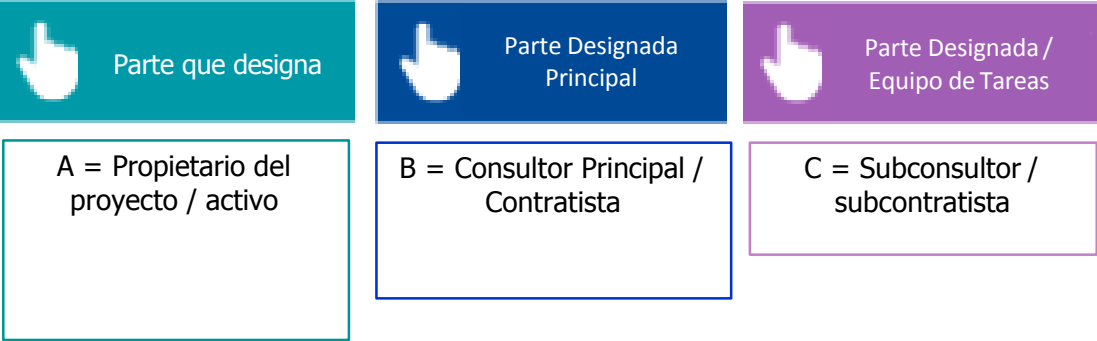 Parte que designa
Parte Designada
Principal
Parte Designada /
Equipo de Tareas
A = Propietario del
proyecto / activo
B = Consultor Principal /
Contratista
C = Subconsultor /
subcontratista